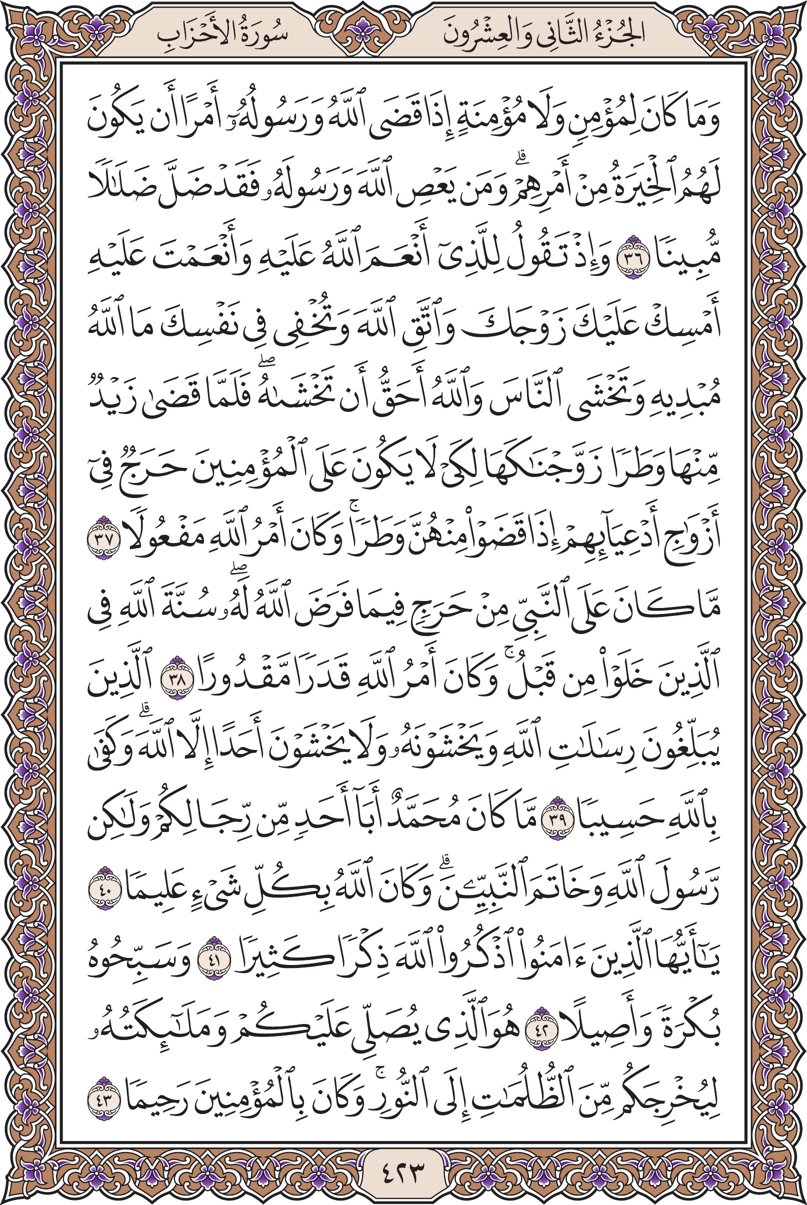 الجُزْءُ الثَّانِي وَالعِشْرُونَ
سُورَةُ الأَحْزَابِ
وَمَا كَانَ لِمُؤْمِنٍ وَلَا مُؤْمِنَةٍ إِذَا قَضَى ٱللَّهُ وَرَسُولُهُۥٓ أَمْرًا أَن يَكُونَ
لَهُمُ ٱلْخِيَرَةُ مِنْ أَمْرِهِمْۗ وَمَن يَعْصِ ٱللَّهَ وَرَسُولَهُۥ فَقَدْ ضَلَّ ضَلَٰلًا
مُّبِينًا ٣٦ وَإِذْ تَقُولُ لِلَّذِىٓ أَنْعَمَ ٱللَّهُ عَلَيْهِ وَأَنْعَمْتَ عَلَيْهِ
أَمْسِكْ عَلَيْكَ زَوْجَكَ وَٱتَّقِ ٱللَّهَ وَتُخْفِى فِى نَفْسِكَ مَا ٱللَّهُ
مُبْدِيهِ وَتَخْشَى ٱلنَّاسَ وَٱللَّهُ أَحَقُّ أَن تَخْشَىٰهُۖ فَلَمَّا قَضَىٰ زَيْدٌ
مِّنْهَا وَطَرًا زَوَّجْنَٰكَهَا لِكَىْ لَا يَكُونَ عَلَى ٱلْمُؤْمِنِينَ حَرَجٌ فِىٓ
أَزْوَٰجِ أَدْعِيَآئِهِمْ إِذَا قَضَوْا۟ مِنْهُنَّ وَطَرًاۚ وَكَانَ أَمْرُ ٱللَّهِ مَفْعُولًا ٣٧
مَّا كَانَ عَلَى ٱلنَّبِىِّ مِنْ حَرَجٍ فِيمَا فَرَضَ ٱللَّهُ لَهُۥۖ سُنَّةَ ٱللَّهِ فِى
ٱلَّذِينَ خَلَوْا۟ مِن قَبْلُۚ وَكَانَ أَمْرُ ٱللَّهِ قَدَرًا مَّقْدُورًا ٣٨ ٱلَّذِينَ
يُبَلِّغُونَ رِسَٰلَٰتِ ٱللَّهِ وَيَخْشَوْنَهُۥ وَلَا يَخْشَوْنَ أَحَدًا إِلَّا ٱللَّهَۗ وَكَفَىٰ
بِٱللَّهِ حَسِيبًا ٣٩ مَّا كَانَ مُحَمَّدٌ أَبَآ أَحَدٍ مِّن رِّجَالِكُمْ وَلَٰكِن
رَّسُولَ ٱللَّهِ وَخَاتَمَ ٱلنَّبِيِّـۧنَۗ وَكَانَ ٱللَّهُ بِكُلِّ شَىْءٍ عَلِيمًا ٤٠
يَٰٓأَيُّهَا ٱلَّذِينَ ءَامَنُوا۟ ٱذْكُرُوا۟ ٱللَّهَ ذِكْرًا كَثِيرًا ٤١ وَسَبِّحُوهُ
بُكْرَةً وَأَصِيلًا ٤٢ هُوَ ٱلَّذِى يُصَلِّى عَلَيْكُمْ وَمَلَٰٓئِكَتُهُۥ
لِيُخْرِجَكُم مِّنَ ٱلظُّلُمَٰتِ إِلَى ٱلنُّورِۚ وَكَانَ بِٱلْمُؤْمِنِينَ رَحِيمًا ٤٣
٤٢٣